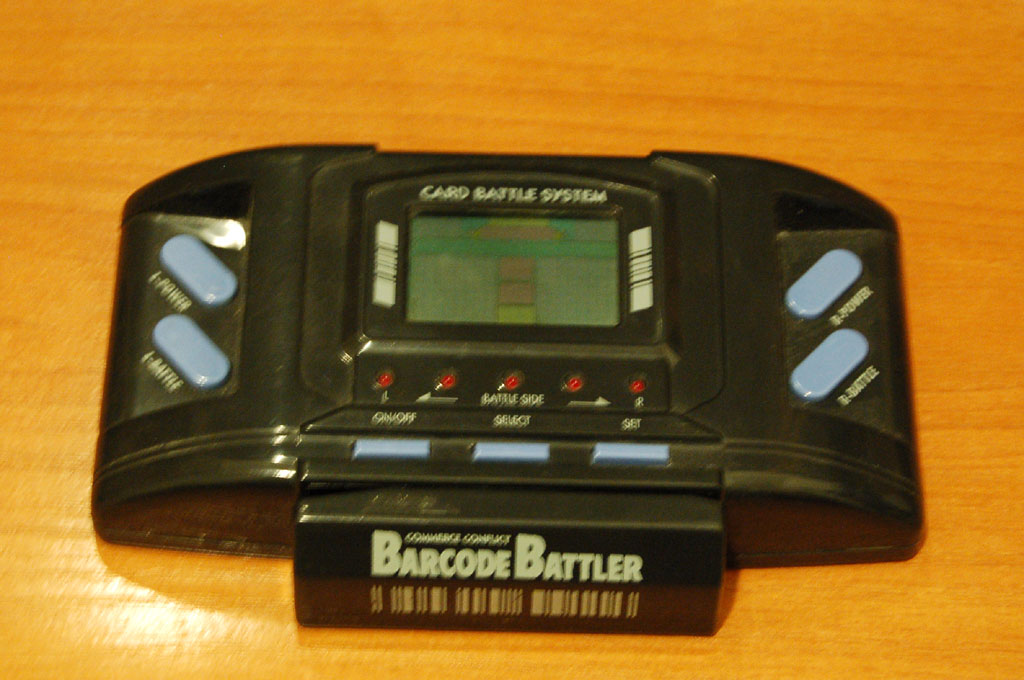 CARD BATTLE SYSTEM
L-POWER
R-POWER
L-BATTLE
R-BATTLE
L
BATTLE SIDE
R
ON/OFF
SELECT
SET
COMMERCE CONFLICT
BARCODE BATTLER